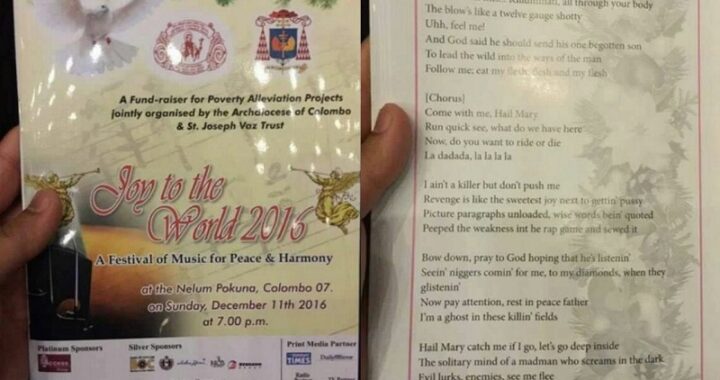 A Fund-raiser for Poverty Alleviation Projects
jointly organised by the Archdiocese of Colombo
& St. Joseph Vaz Trust
Joy to the
World 2016
A Festival of Music for Peace & Harmony
at the Nelum Pokuna, Colombo 07.
on Sunday, December 11th 2016
at 7.00 p.m.
Platinum Sponsors
Silver Sponsors
Print Media Partner
ACCESS
TIMES
DailyMirror
all through your body
The blow's like a twelve gauge shotty
Uhh, feel me!
And God said he should send his one begotten son
To lead the wild into the ways of the man
Follow me; eat my flesh, flesh and my flesh
[Chorus]
Come with me, Hail Mary
Run quick see, what do we have here
Now, do you want to ride or die
La dadada, la la la la
I ain't a killer but don't push me
Revenge is like the sweetest joy next to gettin' pussy
Picture paragraphs unloaded, wise words bein' quoted
Peeped the weakness int he rap game and sewed it
Bow down, pray to God hoping that he's listenin'
Seein' niggers comin' for me, to my diamonds, when they
glistenin'
Now pay attention, rest in peace father
I'm a ghost in these killin' fields
Hail Mary catch me if I go, let's go deep inside
The solitary mind of a madman who screams in the dark
Evil lurks, enemies, see me flee